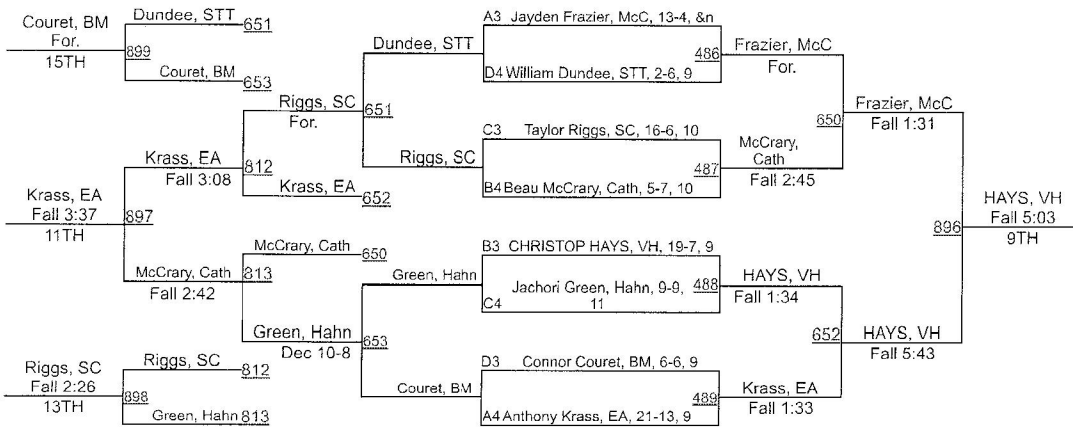 Couret, BM
For.
15TH
Dundee, STT
651
899
Couret, BM
653
Riggs, SC
For.
Krass, EA
Fall 3:08
812
Krass, EA
652
Krass, EA
Fall 3:37
11TH
897
McCrary, Cath
Fall 2:42
McCrary, Cath
650
813
Green, Hahn
Dec 10-8
Riggs, SC
Fall 2:26
13TH
Riggs, SC
812
898
Green, Hahn
813
Dundee, STT
651
Riggs, SC
Green, Hahn
653
Couret, BM
A3 Jayden Frazier, McC, 13-4, &n
486
D4 William Dundee, STT, 2-6, 9
C3 Taylor Riggs, SC, 16-6, 10
487
B4 Beau McCrary, Cath, 5-7, 10
B3 CHRISTOP HAYS, VH, 19-7, 9
Jachori Green, Hahn, 9-9,
11
488
C4
D3 Connor Couret, BM, 6-6, 9
489
A4 Anthony Krass, EA, 21-13, 9
Frazier, McC
For.
650
McCrary,
Cath
Fall 2:45
HAYS, VH
Fall 1:34
652
Krass, EA
Fall 1:33
Frazier, McC
Fall 1:31
896
HAYS, VH
Fall 5:43
HAYS, VH
Fall 5:03
9TH